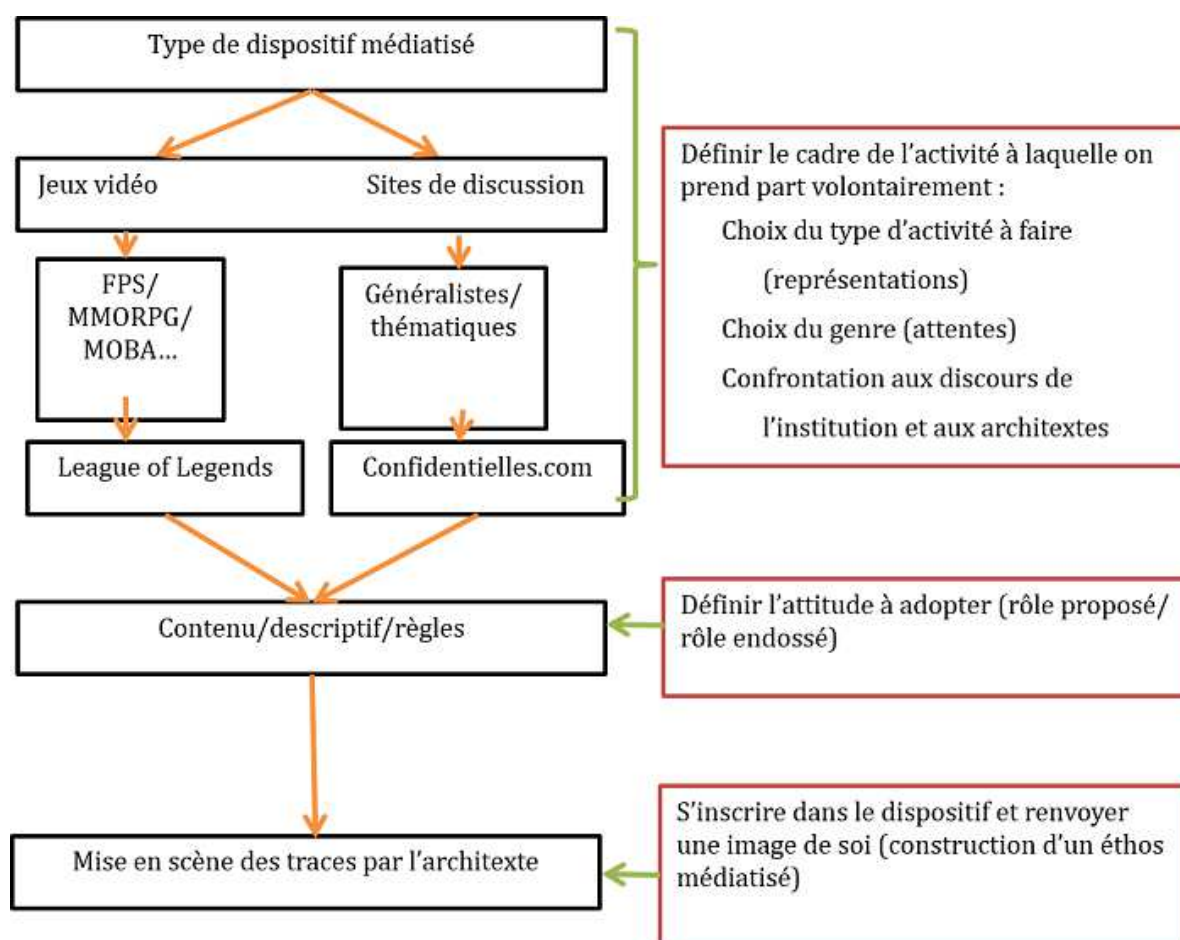 Type de dispositif médiatisé
Jeux vidéo
Sites de discussion
FPS/
MMORPG/
MOBA…
Généralistes/
thématiques
League of Legends
Confidentielles.com
Contenu/descriptif/règles
Mise en scène des traces par l’architexte
Définir le cadre de l’activité à laquelle on
prend part volontairement :
Choix du type d’activité à faire
(représentations)
Choix du genre (attentes)
Confrontation aux discours de
l’institution et aux architextes
Définir l’attitude à adopter (rôle proposé/
rôle endossé)
S’inscrire dans le dispositif et renvoyer
une image de soi (construction d’un éthos
médiatisé)